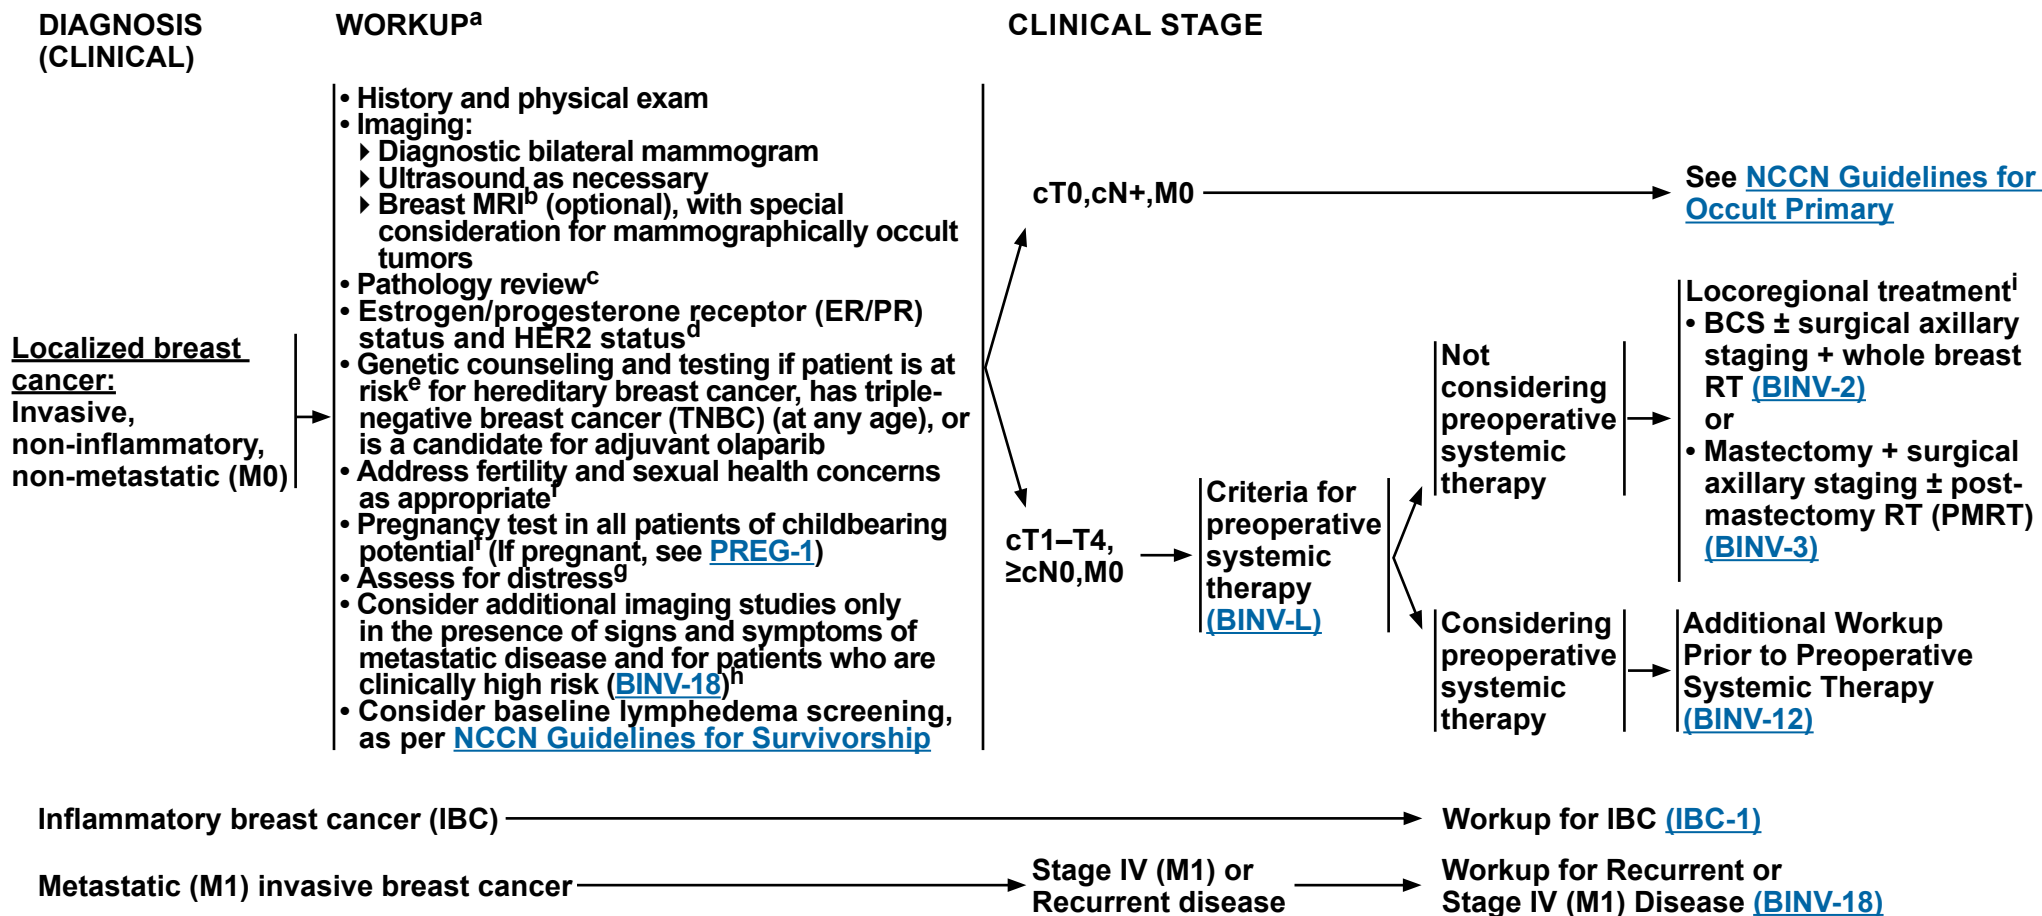 DIAGNOSIS
(CLINICAL)
WORKUPa
CLINICAL STAGE
Localized breast
cancer:
Invasive,
non-inflammatory,
non-metastatic (M0)
• History and physical exam
• Imaging:
▸ Diagnostic bilateral mammogram
▸ Ultrasound as necessary
▸ Breast MRIb (optional), with special
consideration for mammographically occult
tumors
• Pathology reviewc
• Estrogen/progesterone receptor (ER/PR)
status and HER2 statusd
• Genetic counseling and testing if patient is at
riske for hereditary breast cancer, has triple-
negative breast cancer (TNBC) (at any age), or
is a candidate for adjuvant olaparib
• Address fertility and sexual health concerns
as appropriatef
• Pregnancy test in all patients of childbearing
potentialf (If pregnant, see PREG-1)
• Assess for distressg
• Consider additional imaging studies only
in the presence of signs and symptoms of
metastatic disease and for patients who are
clinically high risk (BINV-18)h
• Consider baseline lymphedema screening,
as per NCCN Guidelines for Survivorship
cT0,cN+,M0
See NCCN Guidelines for
Occult Primary
cT1–T4,
≥cN0,M0
Criteria for
preoperative
systemic
therapy
(BINV-L)
Not
considering
preoperative
systemic
therapy
Locoregional treatmenti
• BCS ± surgical axillary
staging + whole breast
RT (BINV-2)
or
• Mastectomy + surgical
axillary staging ± post-
mastectomy RT (PMRT)
(BINV-3)
Considering
preoperative
systemic
therapy
Additional Workup
Prior to Preoperative
Systemic Therapy
(BINV-12)
Inflammatory breast cancer (IBC)
Workup for IBC (IBC-1)
Metastatic (M1) invasive breast cancer
Stage IV (M1) or
Recurrent disease
Workup for Recurrent or
Stage IV (M1) Disease (BINV-18)